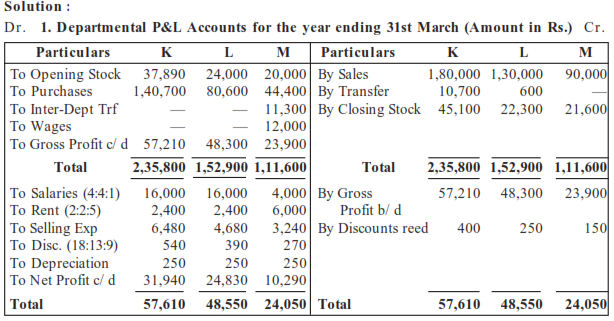 Solution :
Dr. 1. Departmental P&L Accounts for the year ending 31st March (Amount in Rs.) Cr.
Particulars K L M Particulars K L M
To Opening Stock 37,890 24,000 20,000 By Sales 1,80,000 1,30,000 90,000
To Purchases 1,40,700 80,600 44,400 By Transfer 10,700 600 —
To Inter-Dept Trf — — 11,300 By Closing Stock 45,100 22,300 21,600
To Wages — — 12,000
To Gross Profit c/ d 57,210 48,300 23,900
Total 2,35,800 1,52,900 1,11,600 Total 2,35,800 1,52,900 1,11,600
To Salaries (4:4:1) 16,000 16,000 4,000 By Gross 57,210 48,300 23,900
To Rent (2:2:5) 2,400 2,400 6,000 Profit b/ d
To Selling Exp 6,480 4,680 3,240 By Discounts reed 400 250 150
To Disc. (18:13:9) 540 390 270
To Depreciation 250 250 250
To Net Profit c/ d 31,940 24,830 10,290
Total 57,610 48,550 24,050 Total 57,610 48,550 24,050